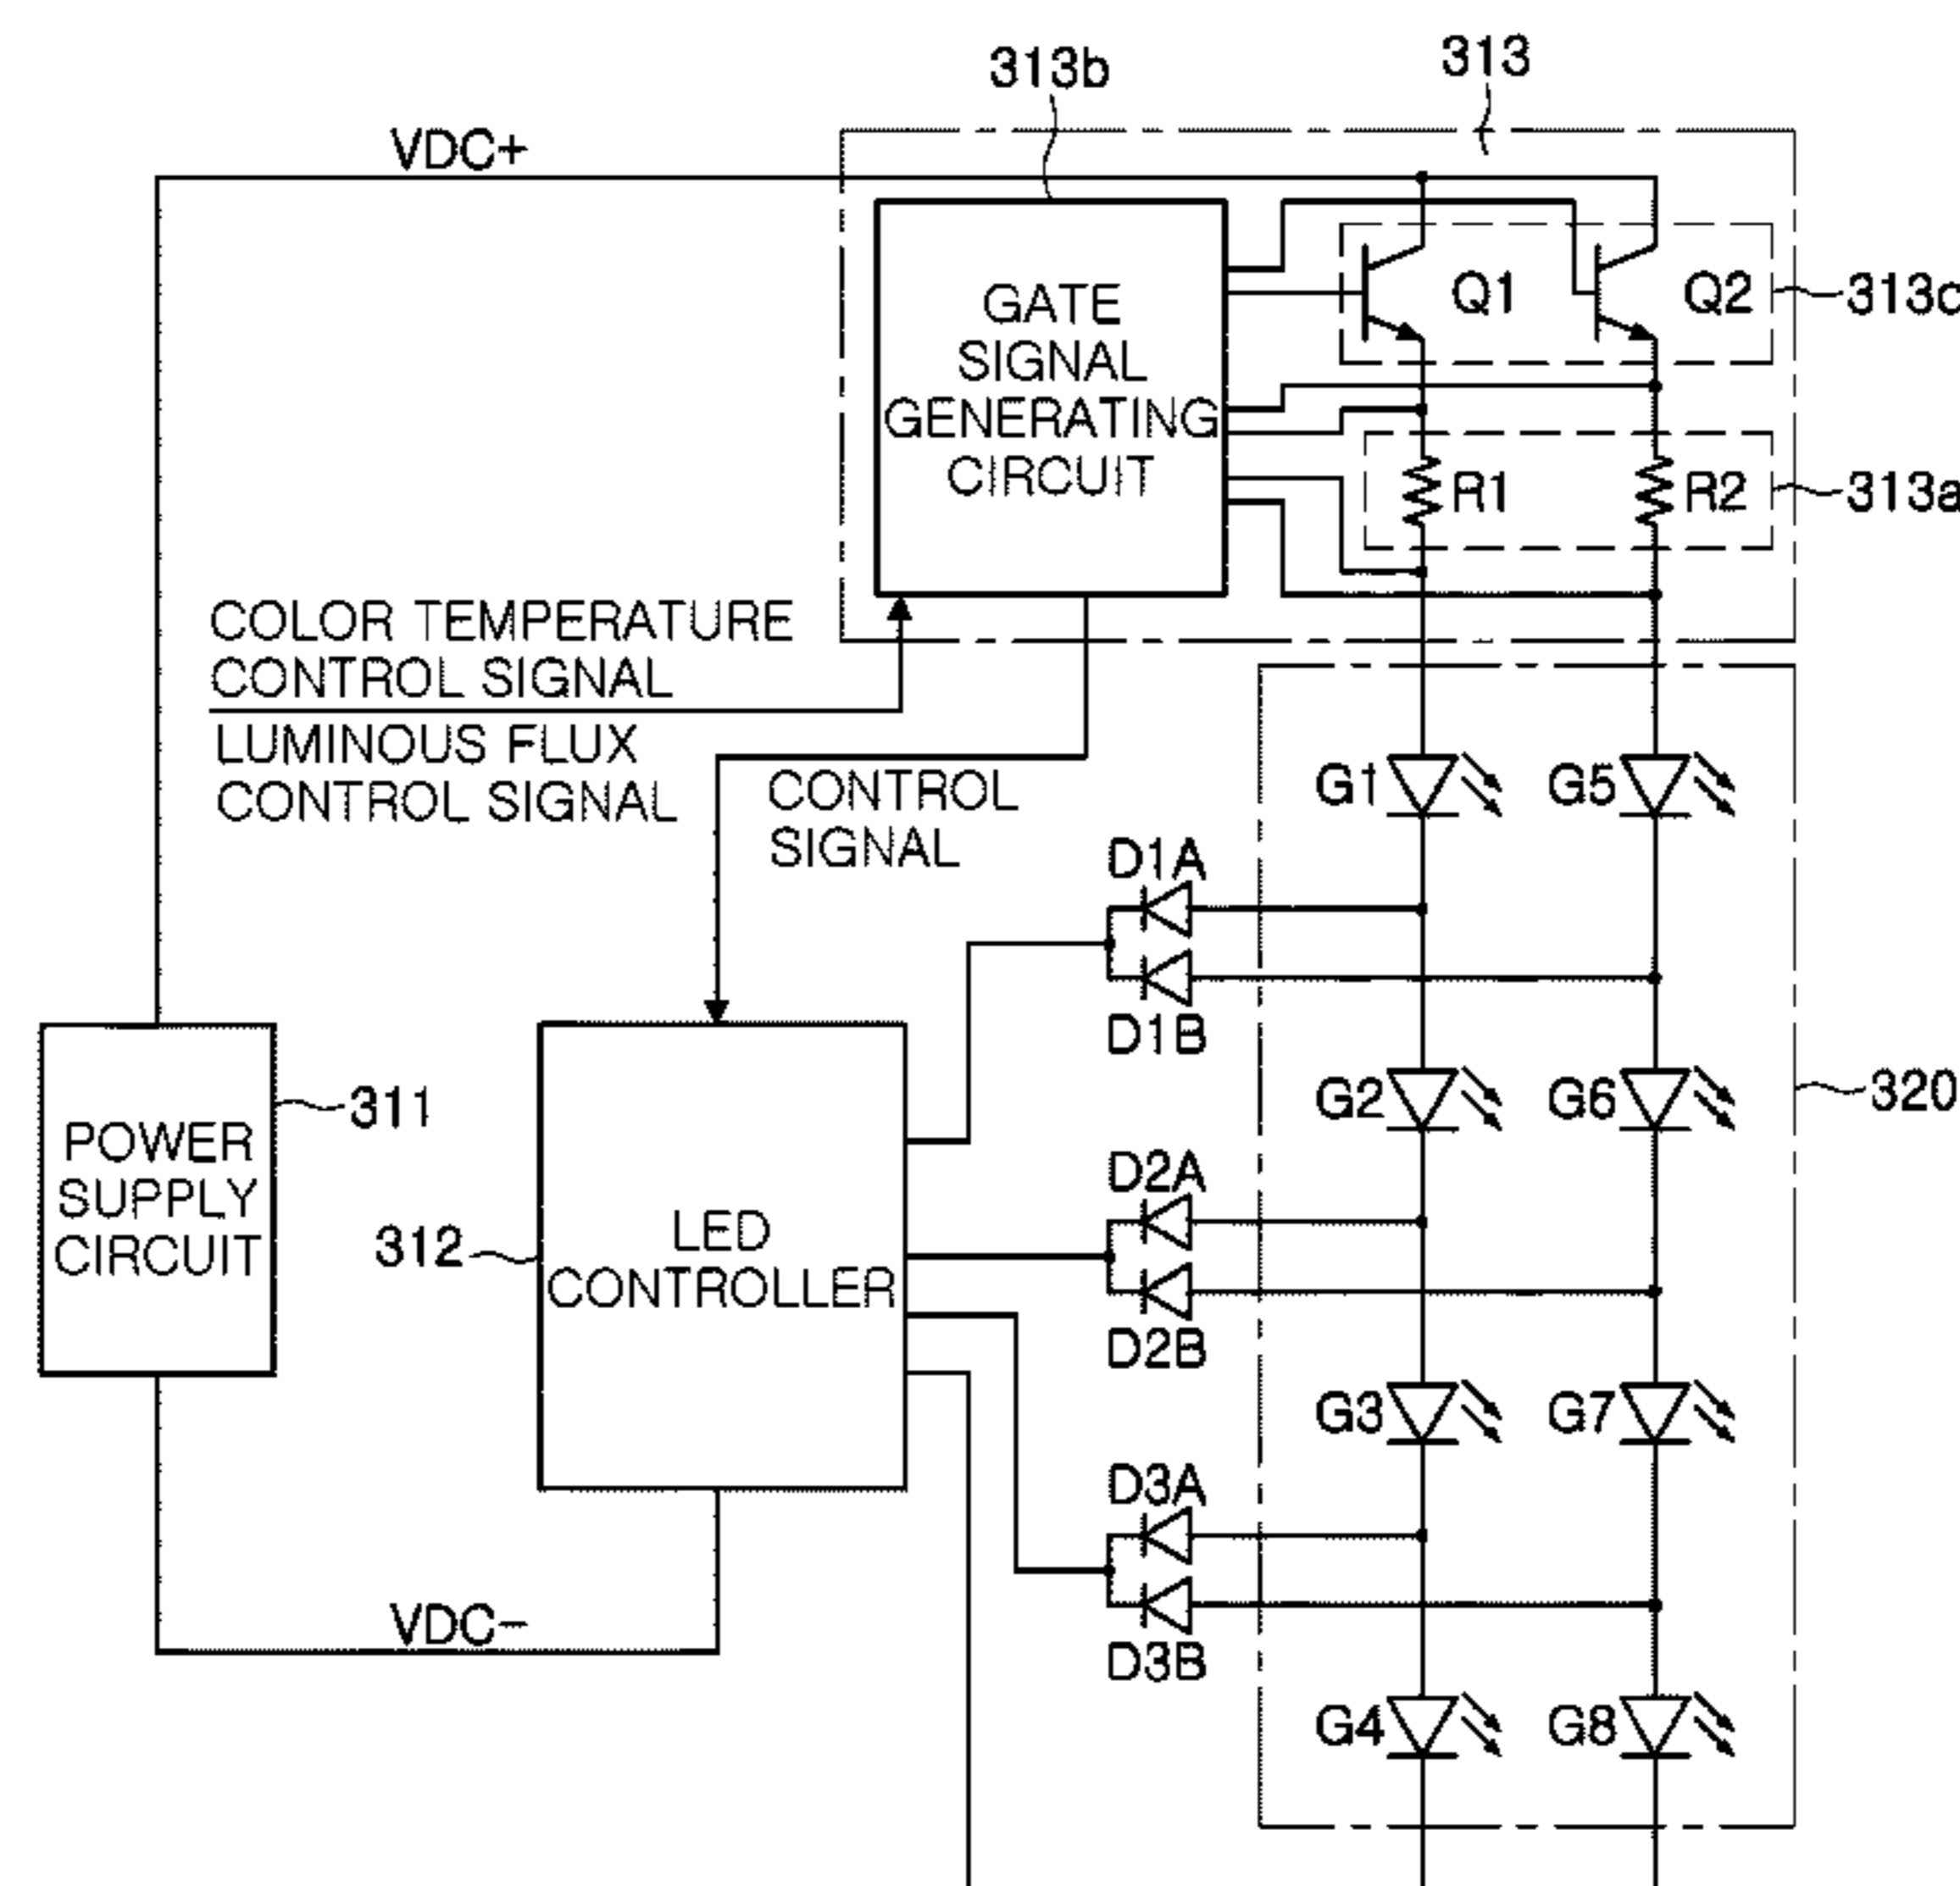 313b
313
VDC+
GATE
SIGNAL
GENERATING
CIRCUIT
Q1
Q2
313c
R1
R2
313a
COLOR TEMPERATURE
CONTROL SIGNAL
LUMINOUS FLUX
CONTROL SIGNAL
CONTROL
SIGNAL
G1
G5
D1A
D1B
311
POWER
SUPPLY
CIRCUIT
G2
G6
320
D2A
312
LED
CONTROLLER
D2B
G3
G7
D3A
VDC-
D3B
G4
G8